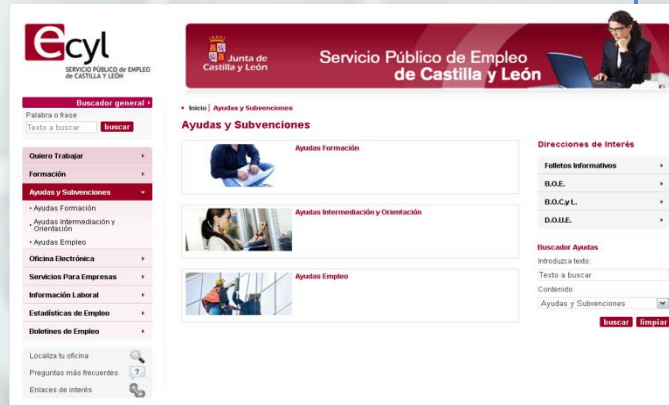 ecyl
SERVICIO PÚBLICO de EMPLEO
de CASTILLA Y LEÓN
Junta de
Castilla y León
Servicio Público de Empleo
de Castilla y León
Buscador general
Palabra o frase
Texto a buscar
buscar
Quiero Trabajar
Formación
Ayudas y Subvenciones
Ayudas Formación
Ayudas Intermediación y
Orientación
Ayudas Empleo
Oficina Electrónica
Servicios Para Empresas
Información Laboral
Estadísticas de Empleo
Boletines de Empleo
Localiza tu oficina
Preguntas más frecuentes
?
Enlaces de interés
Inicio | Ayudas y Subvenciones
Ayudas y Subvenciones
Ayudas Formación
Ayudas Intermediación y Orientación
Ayudas Empleo
Direcciones de Interés
Folletos Informativos
B.O.E.
B.O.C.y L.
D.O.U.E.
Buscador Ayudas
Introduzca texto:
Texto a buscar
Contenido:
Ayudas y Subvenciones
buscar limpiar